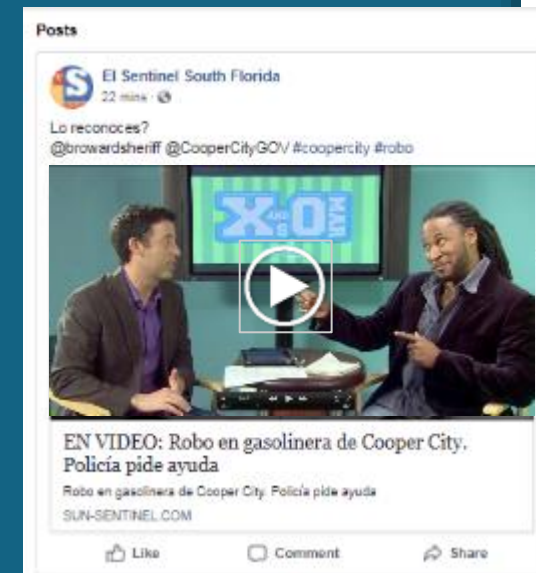 Posts
El Sentinel South Florida
22 mins
Lo reconoces?
@browardsheriff @CooperCityGOV #coopercity #robo
X AND SO O MAR
EN VIDEO: Robo en gasolinera de Cooper City.
Policía pide ayuda
Robo en gasolinera de Cooper City. Policía pide ayuda
SUN-SENTINEL.COM
Like Comment Share